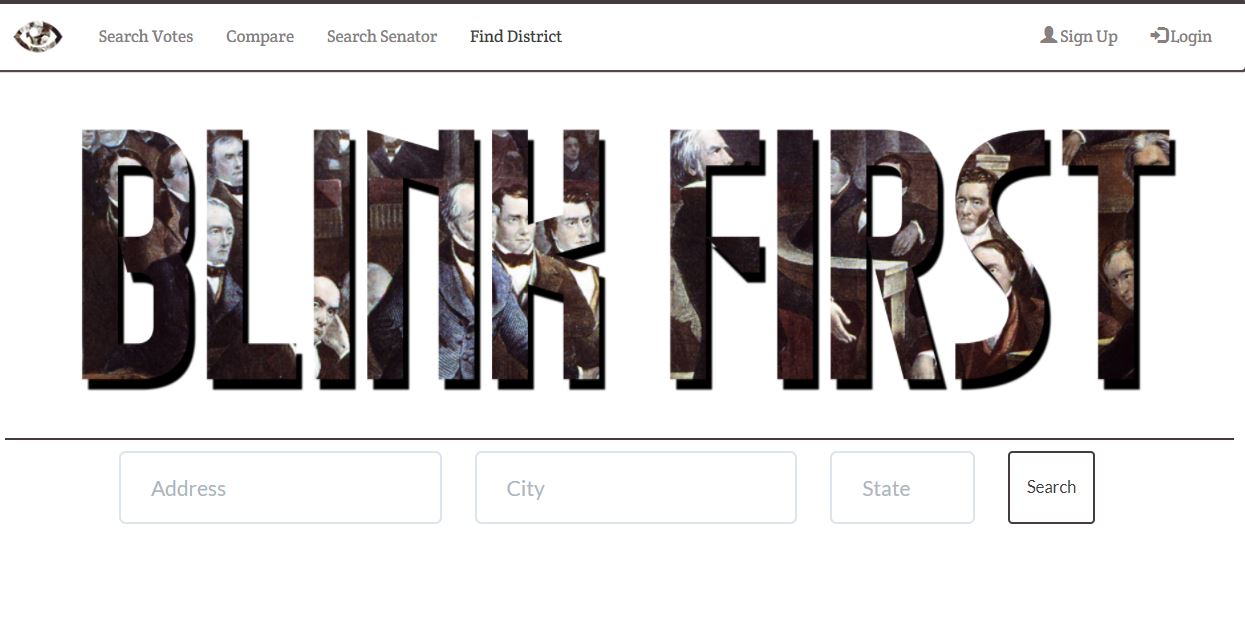 Search Votes Compare Search Senator Find District Sign Up Login
BLINK FIRST
Address City State Search